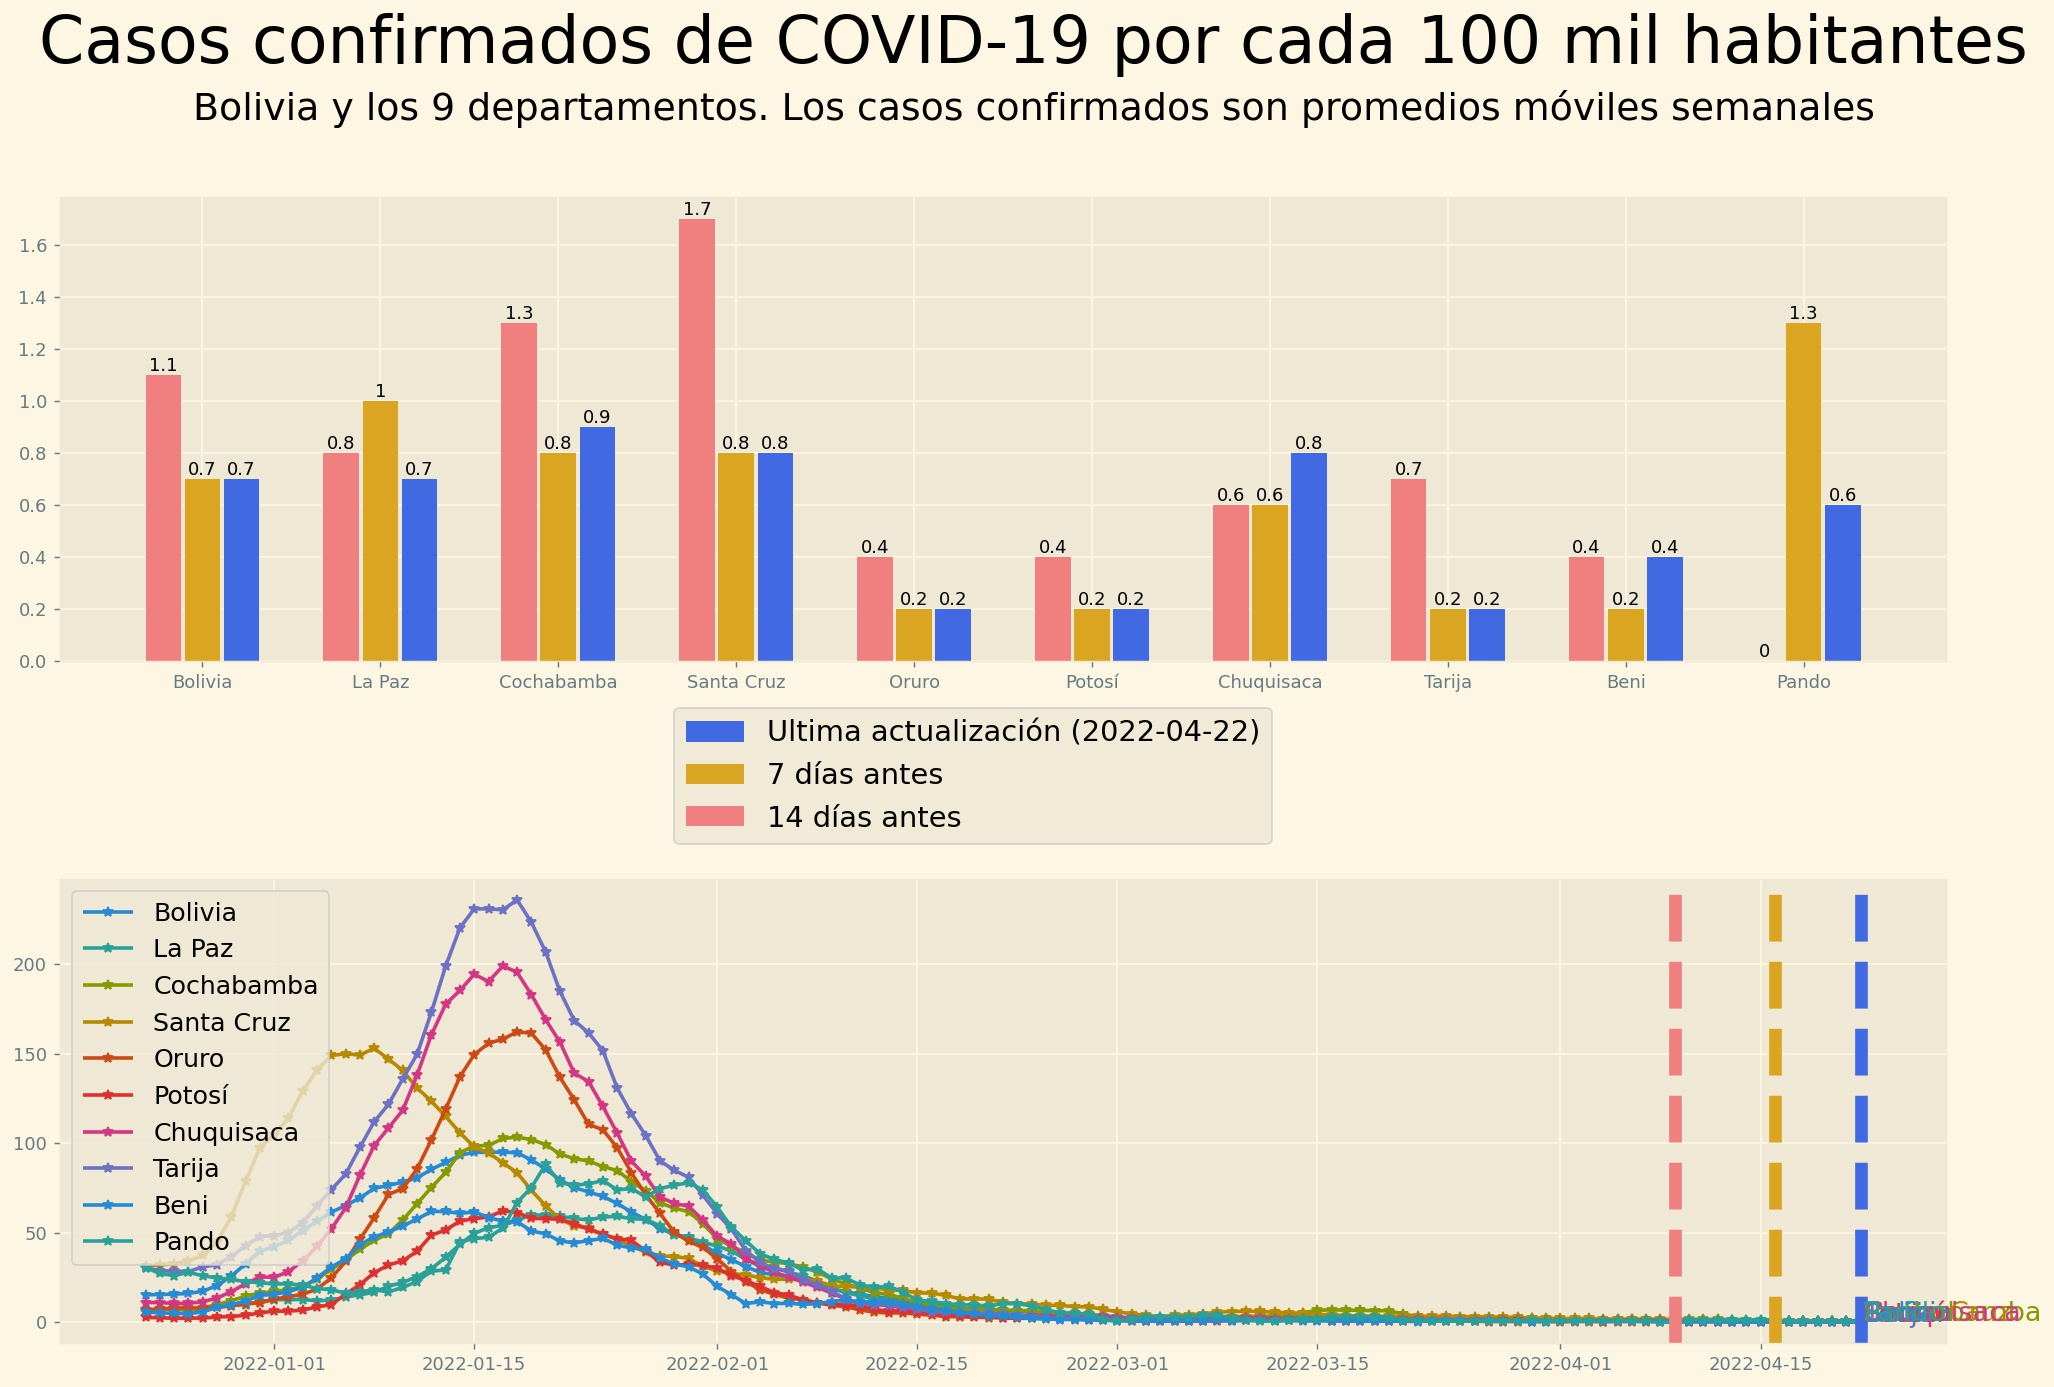 Casos confirmados de COVID-19 por cada 100 mil habitantes
Bolivia y los 9 departamentos. Los casos confirmados son promedios móviles semanales
1.6
1.4
1.2
1.0
0.8
0.6
0.4
0.2
0.0
1.1 0.7 0.7
0.8 1 0.7
1.3 0.8 0.9
1.7 0.8 0.8
0.4 0.2 0.2
0.4 0.2 0.2
0.6 0.6 0.8
0.7 0.2 0.2
0.4 0.2 0.4
0 1.3 0.6
Bolivia La Paz Cochabamba Santa Cruz Oruro Potosí Chuquisaca Tarija Beni Pando
Ultima actualización (2022-04-22)
7 días antes
14 días antes
200
150
100
50
0
Bolivia
La Paz
Cochabamba
Santa Cruz
Oruro
Potosí
Chuquisaca
Tarija
Beni
Pando
2022-01-01 2022-01-15 2022-02-01 2022-02-15 2022-03-01 2022-03-15 2022-04-01 2022-04-15